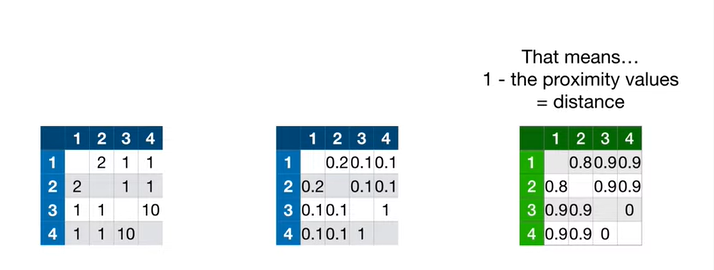 That means...
1 - the proximity values
= distance
1 2 3 4
1 2 1 1
2 2 1 1
3 1 1 10
4 1 1 10
1 2 3 4
1 0.2 0.1 0.1
2 0.2 0.1 0.1
3 0.1 0.1 1
4 0.1 0.1 1
1 2 3 4
1 0.8 0.9 0.9
2 0.8 0.9 0.9
3 0.9 0.9 0
4 0.9 0.9 0